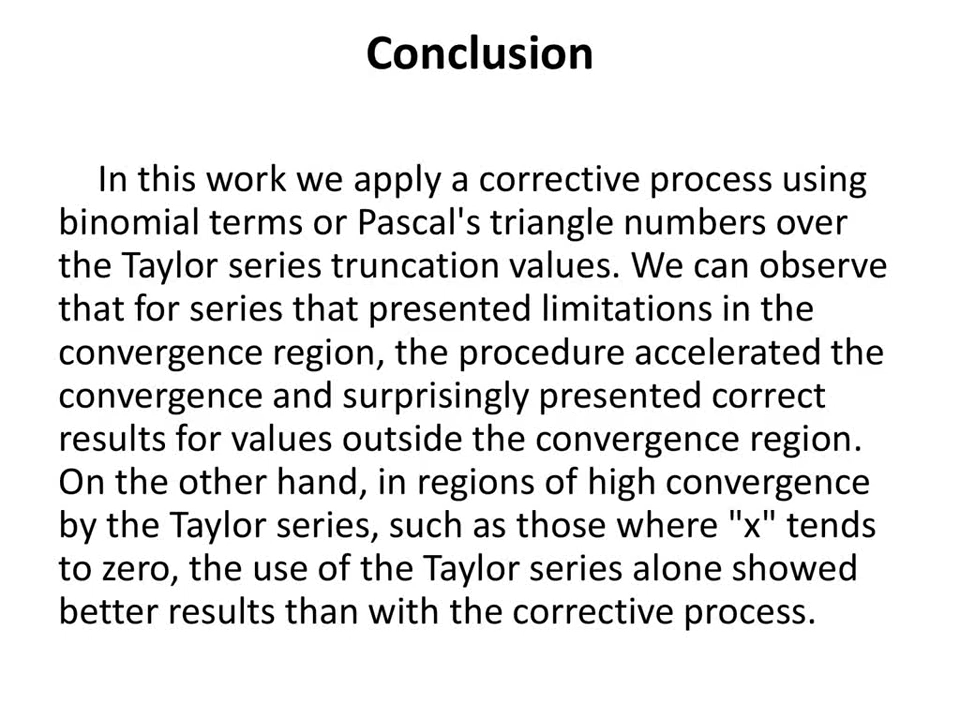 Conclusion
In this work we apply a corrective process using
binomial terms or Pascal's triangle numbers over
the Taylor series truncation values. We can observe
that for series that presented limitations in the
convergence region, the procedure accelerated the
convergence and surprisingly presented correct
results for values outside the convergence region.
On the other hand, in regions of high convergence
by the Taylor series, such as those where "x" tends
to zero, the use of the Taylor series alone showed
better results than with the corrective process.